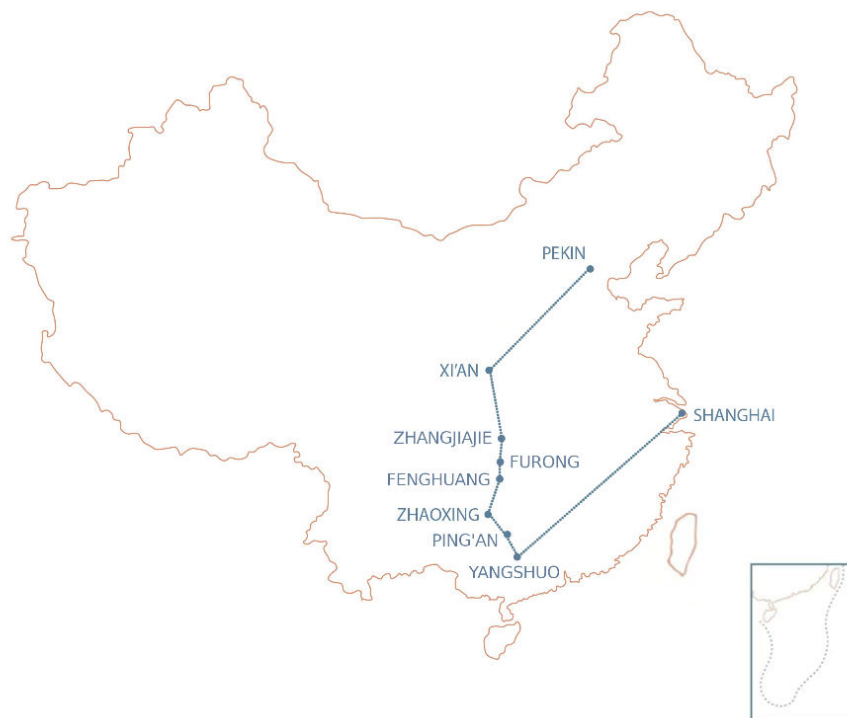 PEKIN
XI'AN
ZHANGJIAJIE
FURONG
FENGHUANG
ZHAOXING
PING'AN
YANGSHUO
SHANGHAI